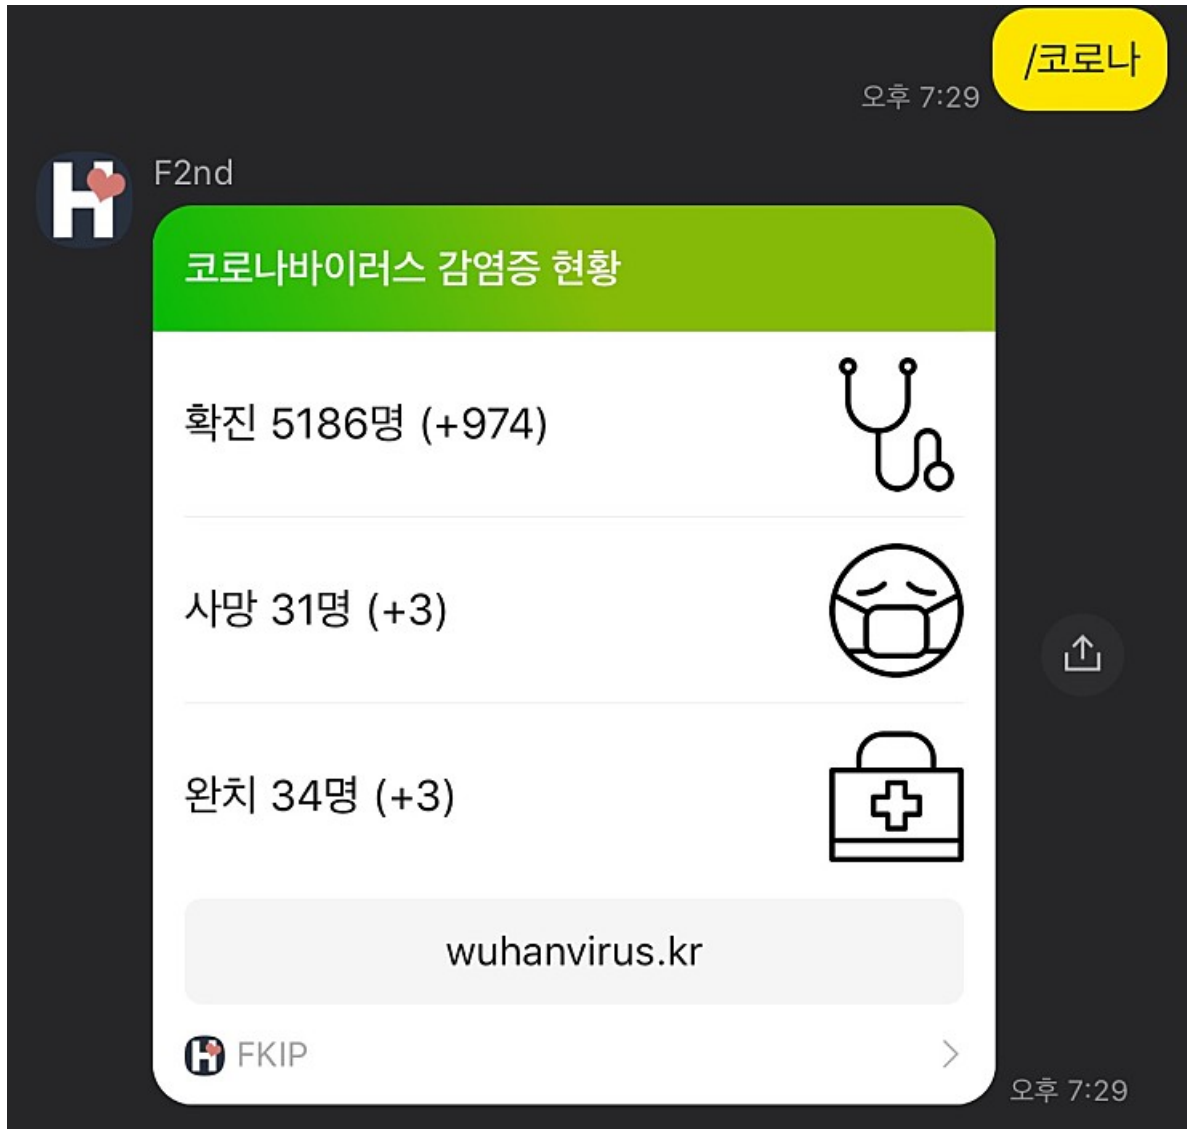 /코로나
오후 7:29
F2nd
코로나바이러스 감염증 현황
확진 5186명 (+974)
사망 31명 (+3)
완치 34명 (+3)
wuhanvirus.kr
H FKIP
오후 7:29